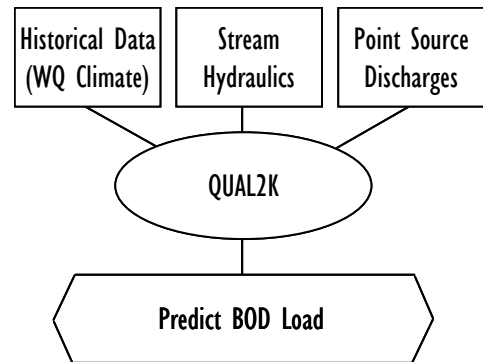 Historical Data
(WQ Climate)
Stream
Hydraulics
Point Source
Discharges
QUAL2K
Predict BOD Load